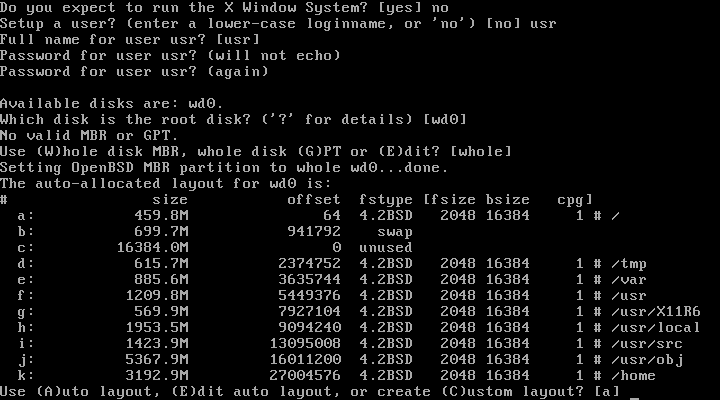 Do you expect to run the X Window System? [yes] no
Setup a user? (enter a lower-case loginname, or 'no') [no] usr
Full name for user usr? [usr]
Password for user usr? (will not echo)
Password for user usr? (again)

Available disks are: wd0.
Which disk is the root disk? ('?' for details) [wd0]
No valid MBR or GPT.
Use (W)hole disk MBR, whole disk (G)PT or (E)dit? [whole]
Setting OpenBSD MBR partition to whole wd0...done.
The auto-allocated layout for wd0 is:
#                size           offset  fstype [fsize bsize   cpg]
  a:           459.8M               64  4.2BSD   2048 16384     1 # /
  b:           699.7M           941792    swap
  c:         16384.0M                0  unused
  d:           615.7M          2374752  4.2BSD   2048 16384     1 # /tmp
  e:           885.6M          3635744  4.2BSD   2048 16384     1 # /var
  f:          1209.8M          5449376  4.2BSD   2048 16384     1 # /usr
  g:           569.9M          7927104  4.2BSD   2048 16384     1 # /usr/X11R6
  h:          1953.5M          9094240  4.2BSD   2048 16384     1 # /usr/local
  i:          1423.9M         13095008  4.2BSD   2048 16384     1 # /usr/src
  j:          5367.9M         16011200  4.2BSD   2048 16384     1 # /usr/obj
  k:          3192.9M         27004576  4.2BSD   2048 16384     1 # /home
Use (A)uto layout, (E)dit auto layout, or create (C)ustom layout? [a]